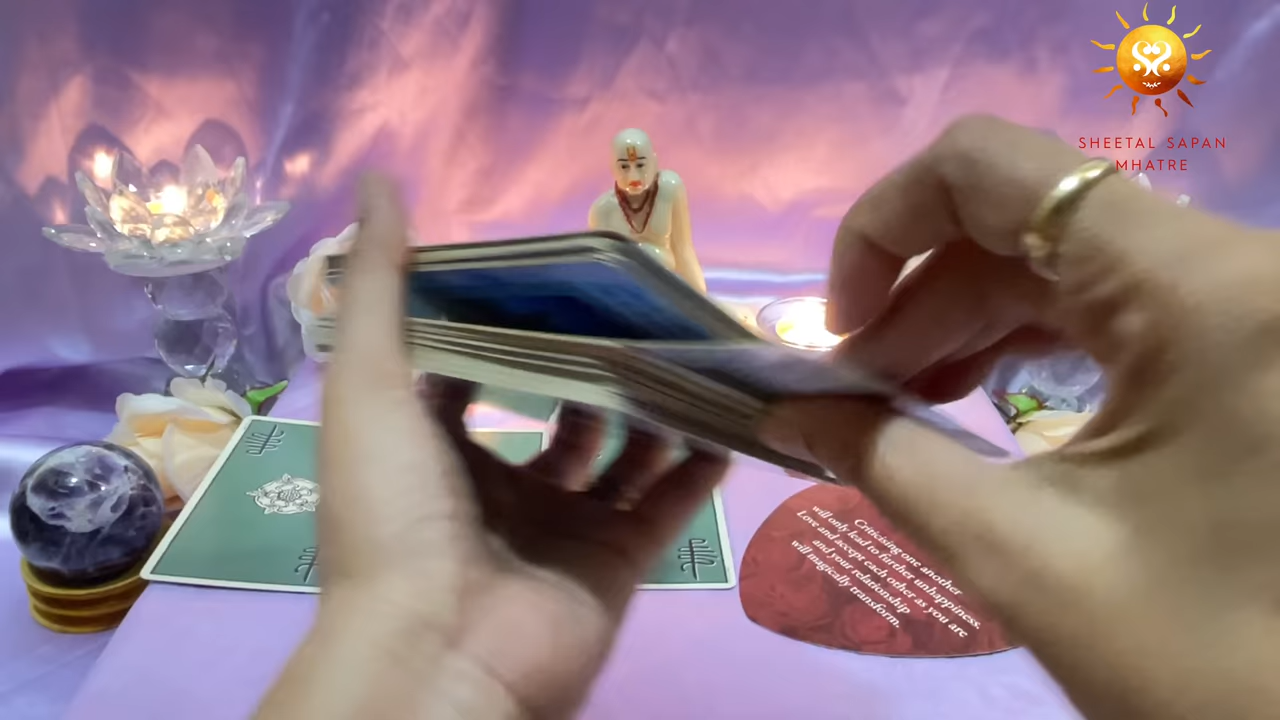 SHEETAL SAPAN
MHATRE
Criticising one another
will only lead to further unhappiness.
Love and accept each other as you are
and your relationship
will magically transform.